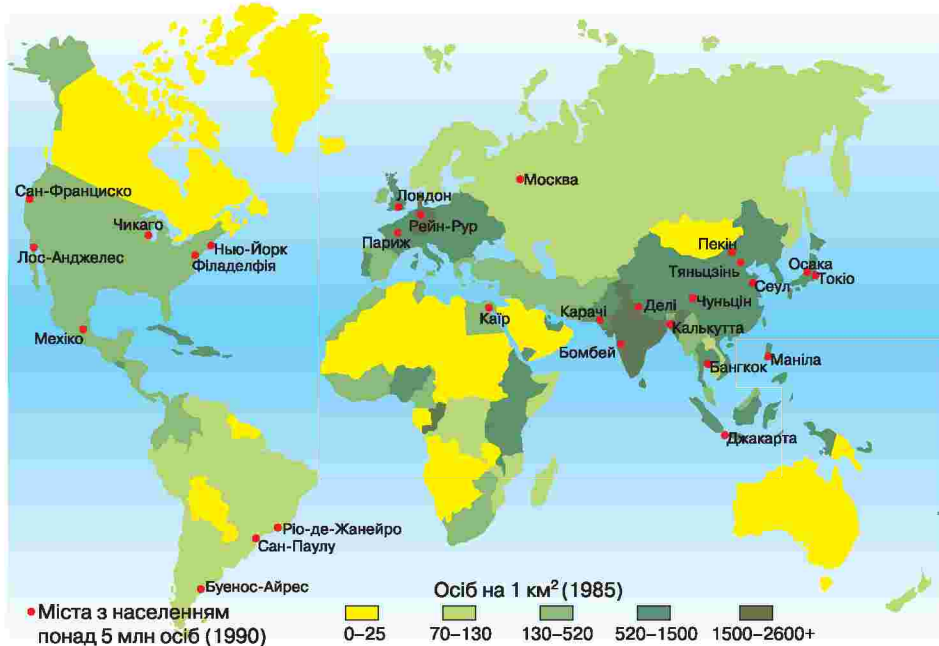 Москва
Сан-Франциско
Лондон
Чикаго
Рейн-Рур
Париж
Нью-Йорк
Лос-Анджелес
Філаделфія
Пекін
Тяньцзінь
Осака
Токіо
Сеул
Чуньцін
Делі
Карачі
Каїр
Калькутта
Мехіко
Бомбей
Бангкок
Маніла
Джакарта
Ріо-де-Жанейро
Сан-Паулу
Буенос-Айрес
Міста з населенням
понад 5 млн осіб (1990)
Осіб на 1 км² (1985)
0–25 70–130 130–520 520–1500 1500–2600+